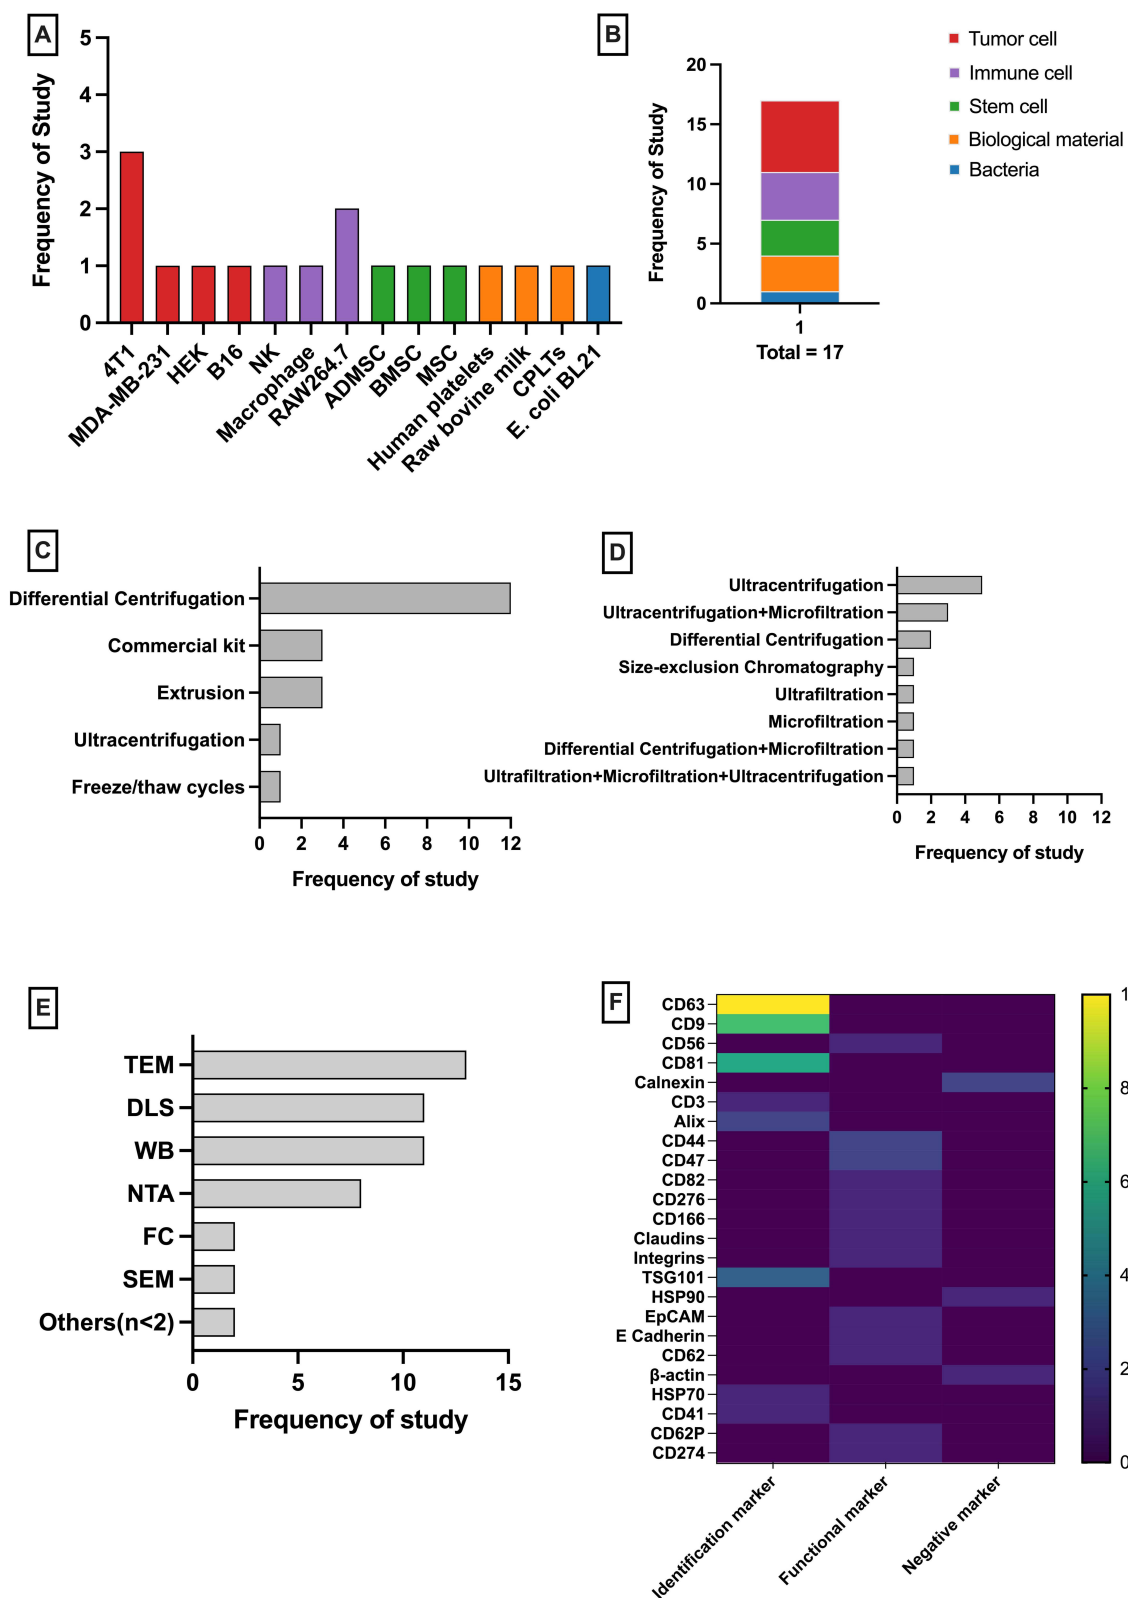 A
5
4
3
2
1
0
Frequency of Study
4T1
MDA-MB-231
HEK
B16
NK
Macrophage
RAW264.7
ADMSC
BMSC
MSC
Human platelets
Raw bovine milk
CPLTs
E. coli BL21
B
20
15
10
5
0
Frequency of Study
1
Total = 17
Tumor cell
Immune cell
Stem cell
Biological material
Bacteria
C
Differential Centrifugation
Commercial kit
Extrusion
Ultracentrifugation
Freeze/thaw cycles
0 2 4 6 8 10 12
Frequency of study
D
Ultracentrifugation
Ultracentrifugation+Microfiltration
Differential Centrifugation
Size-exclusion Chromatography
Ultrafiltration
Microfiltration
Differential Centrifugation+Microfiltration
Ultrafiltration+Microfiltration+Ultracentrifugation
0 2 4 6 8 10 12
Frequency of study
E
TEM
DLS
WB
NTA
FC
SEM
Others(n<2)
0 5 10 15
Frequency of study
F
CD63
CD9
CD56
CD81
Calnexin
CD3
Alix
CD44
CD47
CD82
CD276
CD166
Claudins
Integrins
TSG101
HSP90
EpCAM
E Cadherin
CD62
β-actin
HSP70
CD41
CD62P
CD274
Identification marker
Functional marker
Negative marker
8
6
4
2
0